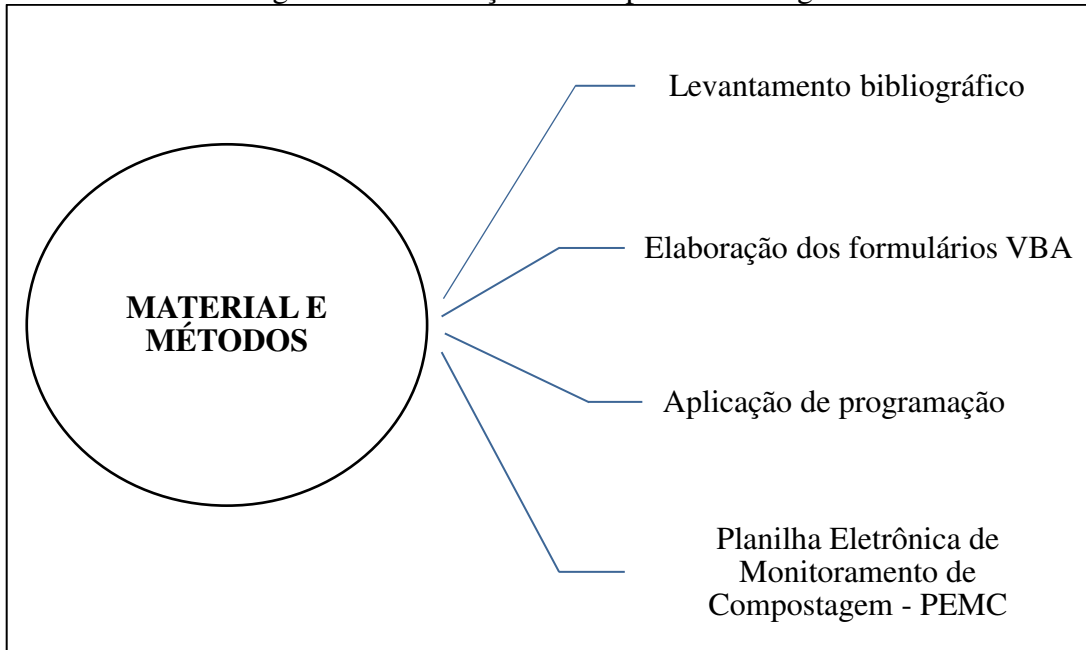 MATERIAL E
MÉTODOS
Levantamento bibliográfico
Elaboração dos formulários VBA
Aplicação de programação
Planilha Eletrônica de
Monitoramento de
Compostagem - PEMC